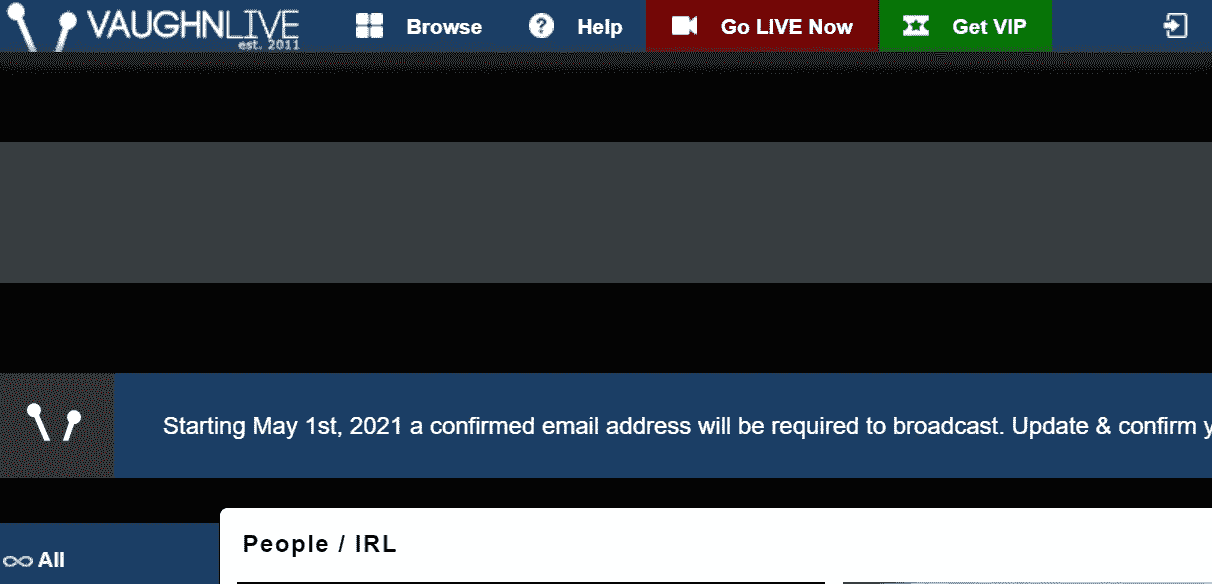 VAUGHNLIVE
est. 2011
Browse
Help
Go LIVE Now
Get VIP
Starting May 1st, 2021 a confirmed email address will be required to broadcast. Update & confirm y
All
People / IRL